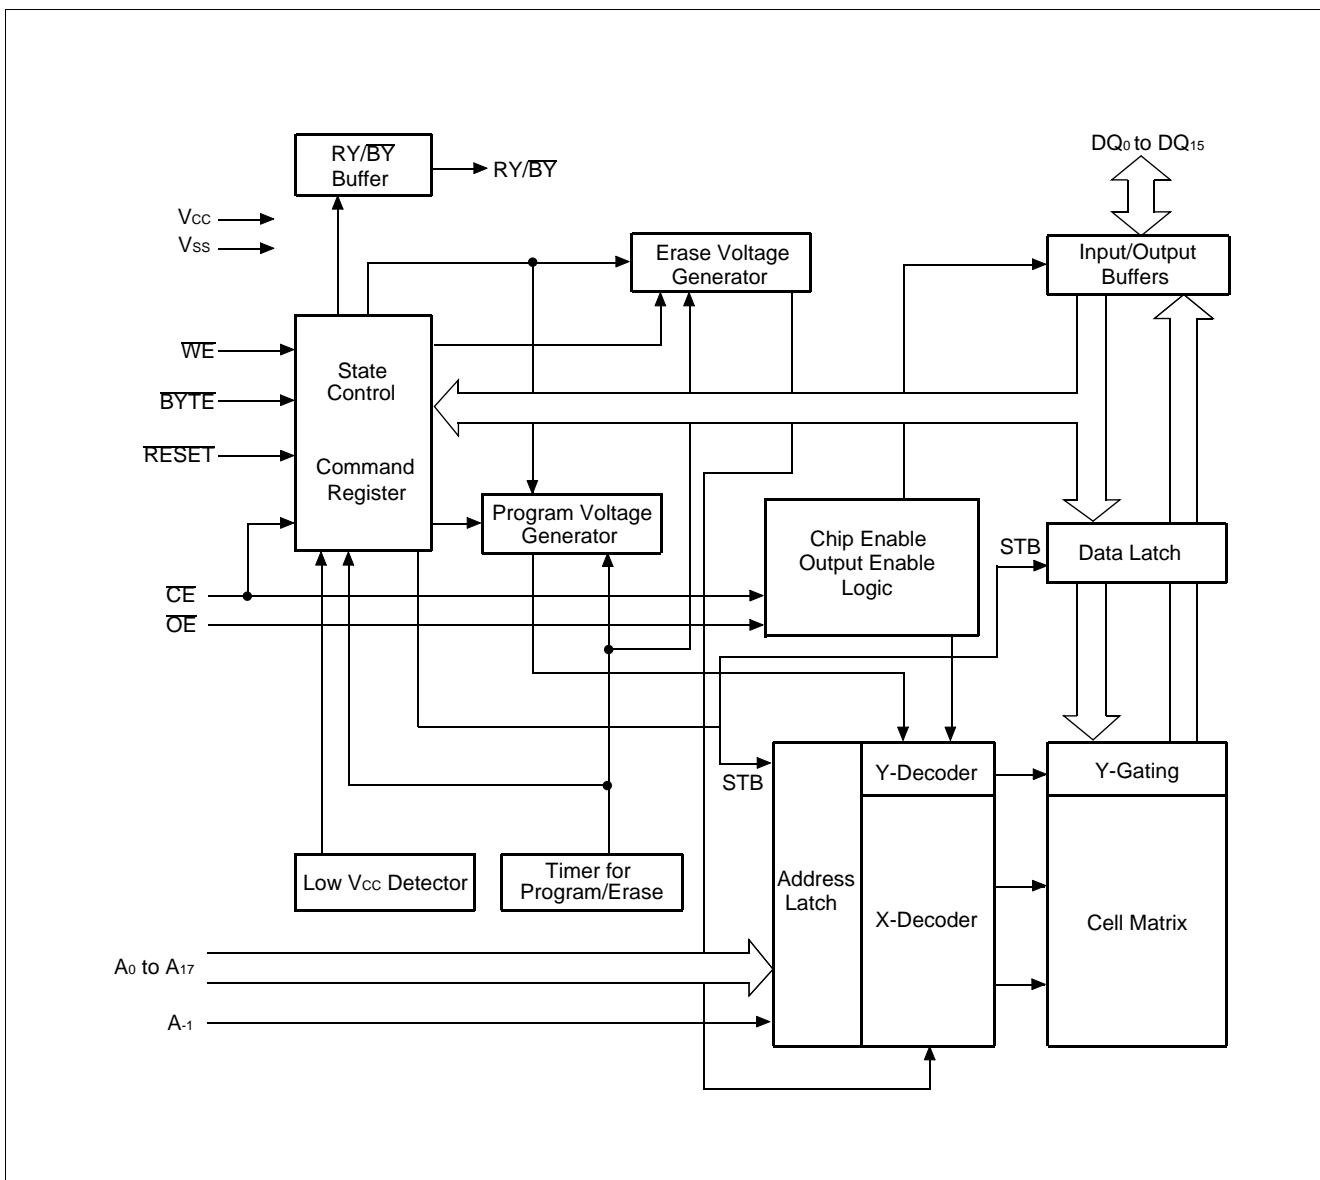 RY/BY
Buffer
RY/BY
DQ0 to DQ15
VCC
VSS
Erase Voltage
Generator
Input/Output
Buffers
WE
BYTE
RESET
State
Control
Command
Register
Program Voltage
Generator
Chip Enable
Output Enable
Logic
STB
Data Latch
CE
OE
STB
Y-Decoder
Y-Gating
Low VCC Detector
Timer for
Program/Erase
Address
Latch
X-Decoder
Cell Matrix
A0 to A17
A-1